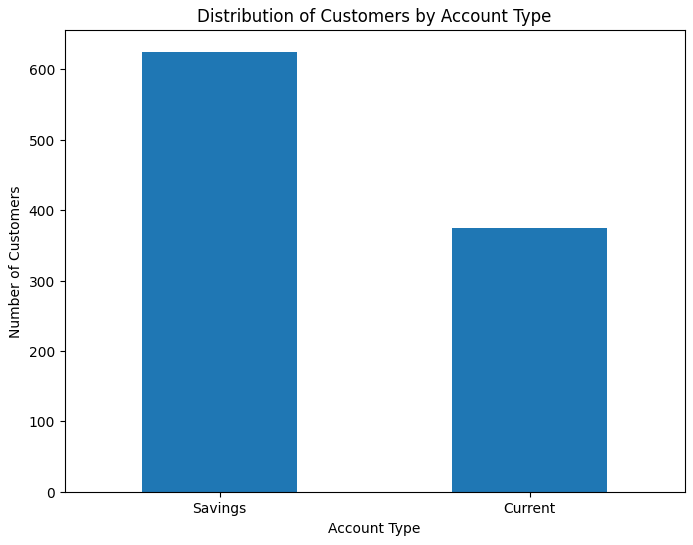 Distribution of Customers by Account Type
600
500
400
300
200
100
0
Number of Customers
Savings
Current
Account Type